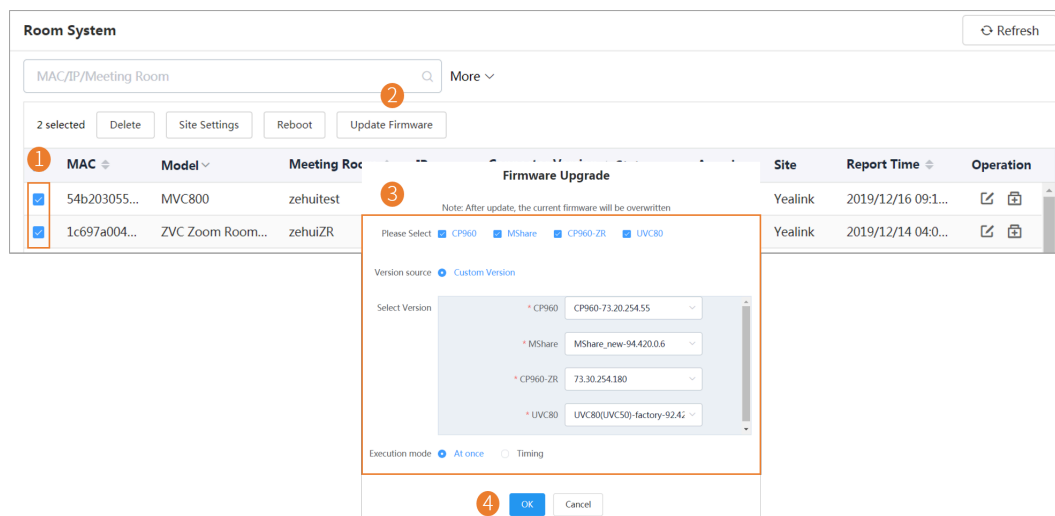 Room System
Refresh
MAC/IP/Meeting Room
More
2
2 selected Delete Site Settings Reboot Update Firmware
1
MAC Model Meeting Site Report Time Operation
54b203055... MVC800 zehuitest Yealink 2019/12/16 09:1...
1c697a004... ZVC Zoom Room... zehuiZR Yealink 2019/12/14 04:0...
Firmware Upgrade
3
Note: After update, the current firmware will be overwritten
Please Select CP960 MShare CP960-ZR UVC80
Version source Custom Version
Select Version
* CP960 CP960-73.20.254.55
* MShare MShare_new-94.420.0.6
* CP960-ZR 73.30.254.180
* UVC80 UVC80(UVC50)-factory-92.42
Execution mode At once Timing
4
OK Cancel